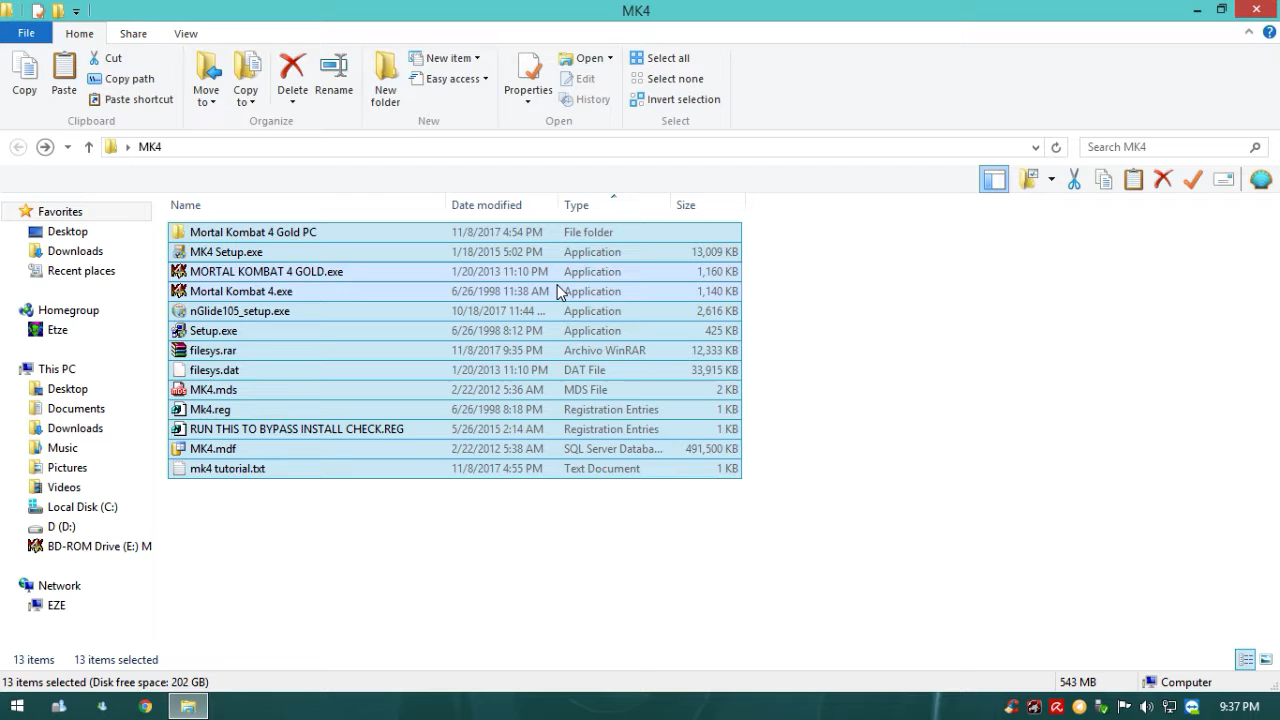 MK4
File Home Share View
Copy Paste Cut Copy path Paste shortcut Clipboard
Move to Copy to Delete Rename Organize
New folder New item Easy access New
Properties Open Edit History Open
Select all Select none Invert selection Select
MK4 Search MK4
Name Date modified Type Size
Favorites
Desktop
Downloads
Recent places
Homegroup
Etze
This PC
Desktop
Documents
Downloads
Music
Pictures
Videos
Local Disk (C:)
D (D:)
BD-ROM Drive (E:) M
Network
EZE
Mortal Kombat 4 Gold PC 11/8/2017 4:54 PM File folder
MK4 Setup.exe 1/18/2015 5:02 PM Application 13,009 KB
MORTAL KOMBAT 4 GOLD.exe 1/20/2013 11:10 PM Application 1,160 KB
Mortal Kombat 4.exe 6/26/1998 11:38 AM Application 1,140 KB
nGlide105_setup.exe 10/18/2017 11:44 ... Application 2,616 KB
Setup.exe 6/26/1998 8:12 PM Application 425 KB
filesys.rar 11/8/2017 9:35 PM Archivo WinRAR 12,333 KB
filesys.dat 1/20/2013 11:10 PM DAT File 33,915 KB
MK4.mds 2/22/2012 5:36 AM MDS File 2 KB
Mk4.reg 6/26/1998 8:18 PM Registration Entries 1 KB
RUN THIS TO BYPASS INSTALL CHECK.REG 5/26/2015 2:14 AM Registration Entries 1 KB
MK4.mdf 2/22/2012 5:38 AM SQL Server Databa... 491,500 KB
mk4 tutorial.txt 11/8/2017 4:55 PM Text Document 1 KB
13 items 13 items selected
13 items selected (Disk free space: 202 GB) 543 MB Computer
9:37 PM